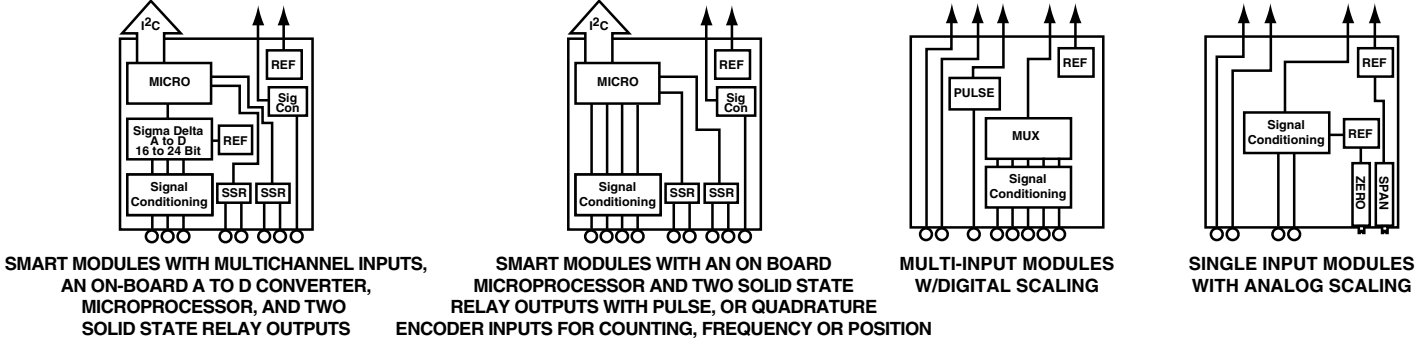 I²C
REF
MICRO
Sig
Con
Sigma Delta
A to D
16 to 24 Bit
REF
Signal
Conditioning
SSR
SSR
SMART MODULES WITH MULTICHANNEL INPUTS,
AN ON-BOARD A TO D CONVERTER,
MICROPROCESSOR, AND TWO
SOLID STATE RELAY OUTPUTS
I²C
REF
MICRO
Sig
Con
Signal
Conditioning
SSR
SSR
SMART MODULES WITH AN ON BOARD
MICROPROCESSOR AND TWO SOLID STATE
RELAY OUTPUTS WITH PULSE, OR QUADRATURE
ENCODER INPUTS FOR COUNTING, FREQUENCY OR POSITION
REF
PULSE
MUX
Signal
Conditioning
MULTI-INPUT MODULES
W/DIGITAL SCALING
REF
Signal
Conditioning
REF
ZERO
SPAN
SINGLE INPUT MODULES
WITH ANALOG SCALING